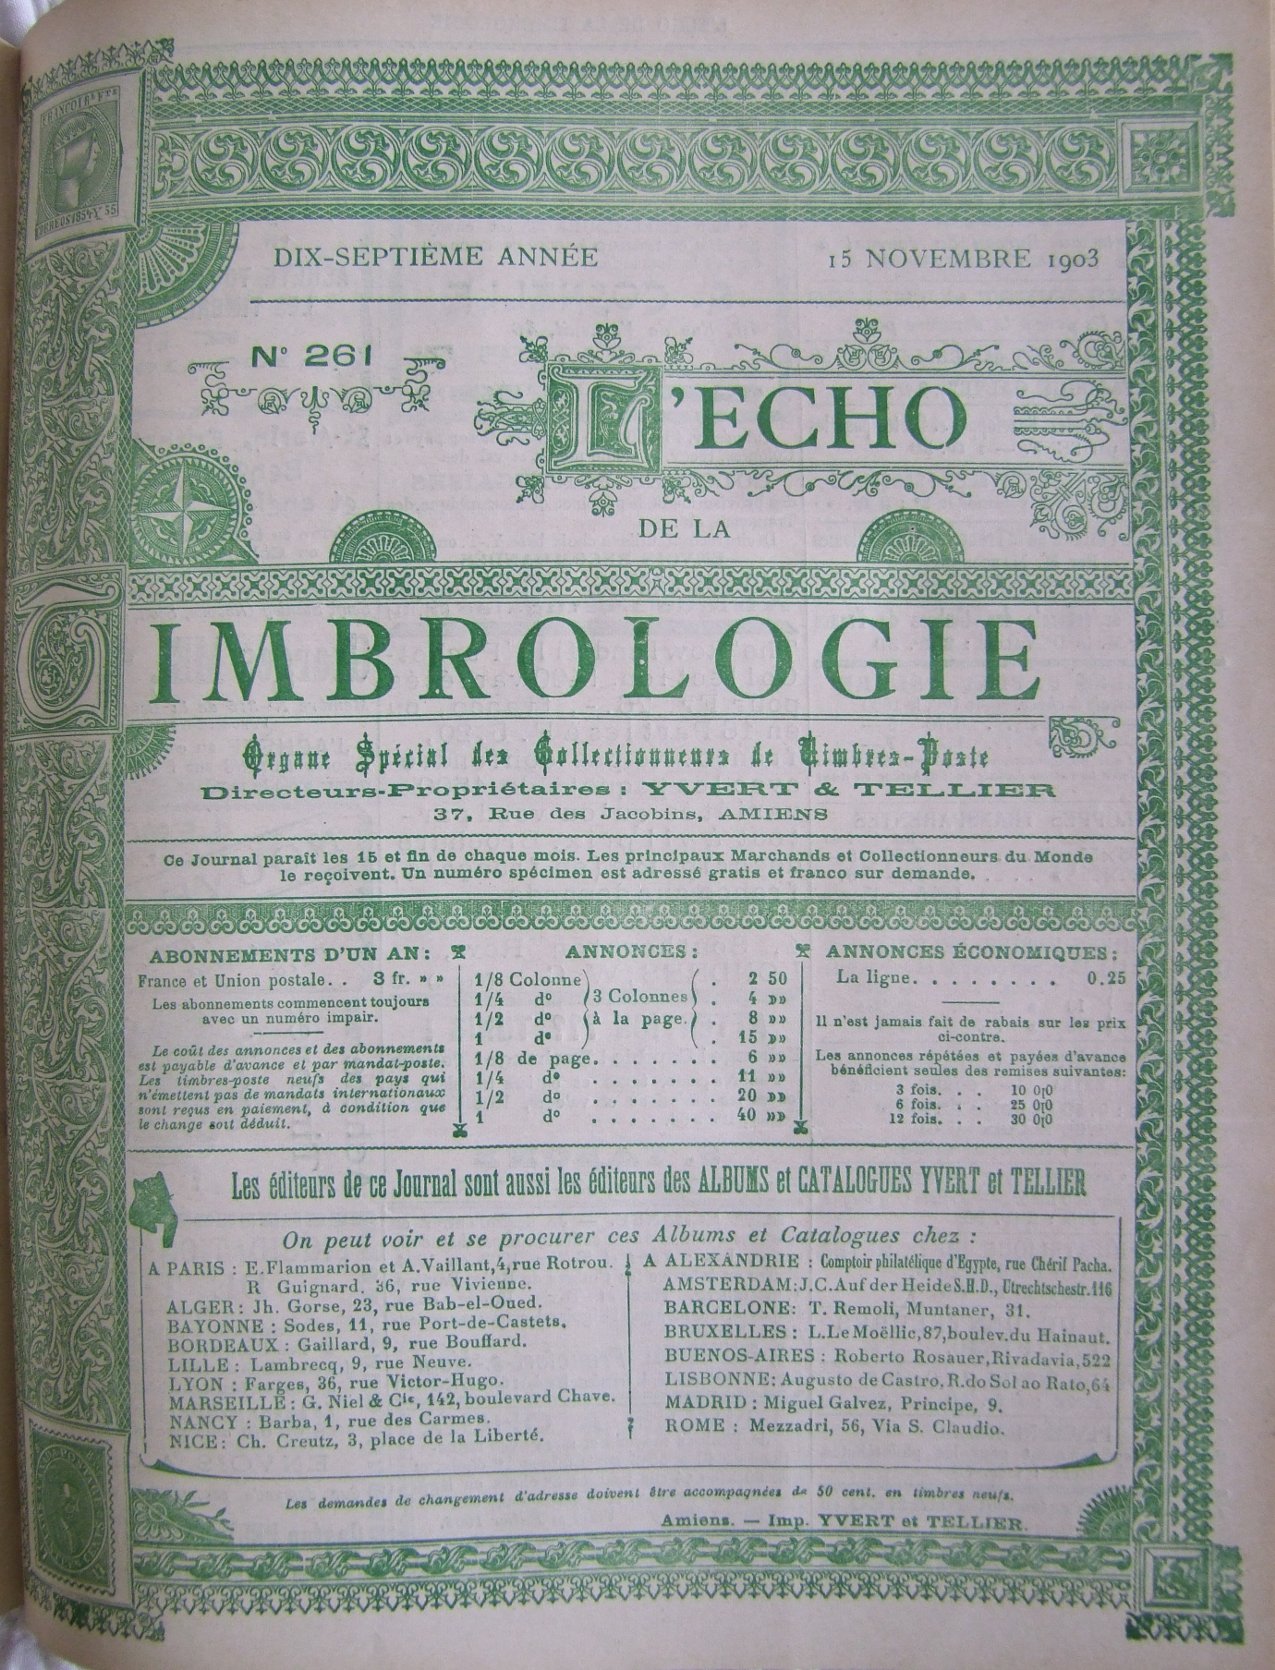 FRANCO 1R^L F^TE
CORREOS 1854 Y 55
DIX-SEPTIÈME ANNÉE 15 NOVEMBRE 1903
N° 261
L'ECHO
DE LA
TIMBROLOGIE
Organe Spécial des Collectionneurs de Timbres-Poste
Directeurs-Propriétaires : YVERT & TELLIER
37, Rue des Jacobins, AMIENS
Ce Journal paraît les 15 et fin de chaque mois. Les principaux Marchands et Collectionneurs du Monde
le reçoivent. Un numéro spécimen est adressé gratis et franco sur demande.
ABONNEMENTS D'UN AN :
France et Union postale. . 3 fr. » »
Les abonnements commencent toujours
avec un numéro impair.
Le coût des annonces et des abonnements
est payable d'avance et par mandat-poste.
Les timbres-poste neufs des pays qui
n'émettent pas de mandats internationaux
sont reçus en paiement, à condition que
le change soit déduit.
ANNONCES :
1/8 Colonne . 2 50
1/4 d° 3 Colonnes . 4 »»
1/2 d° à la page. . 8 »»
1 d° . 15 »»
1/8 de page. . . . . . . 6 »»
1/4 d° . . . . . . . 11 »»
1/2 d° . . . . . . . 20 »»
1 d° . . . . . . . 40 »»
ANNONCES ÉCONOMIQUES :
La ligne. . . . . . . . 0.25
Il n'est jamais fait de rabais sur les prix
ci-contre.
Les annonces répétées et payées d'avance
bénéficient seules des remises suivantes:
3 fois. . . 10 0|0
6 fois. . . 25 0|0
12 fois. . . 30 0|0
Les éditeurs de ce Journal sont aussi les éditeurs des ALBUMS et CATALOGUES YVERT et TELLIER
On peut voir et se procurer ces Albums et Catalogues chez :
A PARIS : E. Flammarion et A. Vaillant, 4, rue Rotrou.
R Guignard. 36, rue Vivienne.
ALGER : Jh. Gorse, 23, rue Bab-el-Oued.
BAYONNE : Sodes, 11, rue Port-de-Castets.
BORDEAUX : Gaillard, 9, rue Bouffard.
LILLE : Lambrecq, 9, rue Neuve.
LYON : Farges, 36, rue Victor-Hugo.
MARSEILLE : G. Niel & Cie, 142, boulevard Chave.
NANCY : Barba, 1, rue des Carmes.
NICE : Ch. Creutz, 3, place de la Liberté.
A ALEXANDRIE : Comptoir philatélique d'Egypte, rue Chérif Pacha.
AMSTERDAM : J.C. Auf der Heide S.H.D., Utrechtschestr. 116
BARCELONE : T. Remoli, Muntaner, 31.
BRUXELLES : L. Le Moëllic, 87, boulev. du Hainaut.
BUENOS-AIRES : Roberto Rosauer, Rivadavia, 522
LISBONNE : Augusto de Castro, R. do Sol ao Rato, 64
MADRID : Miguel Galvez, Principe, 9.
ROME : Mezzadri, 56, Via S. Claudio.
Les demandes de changement d'adresse doivent être accompagnées de 50 cent. en timbres neufs.
Amiens. — Imp. YVERT et TELLIER.